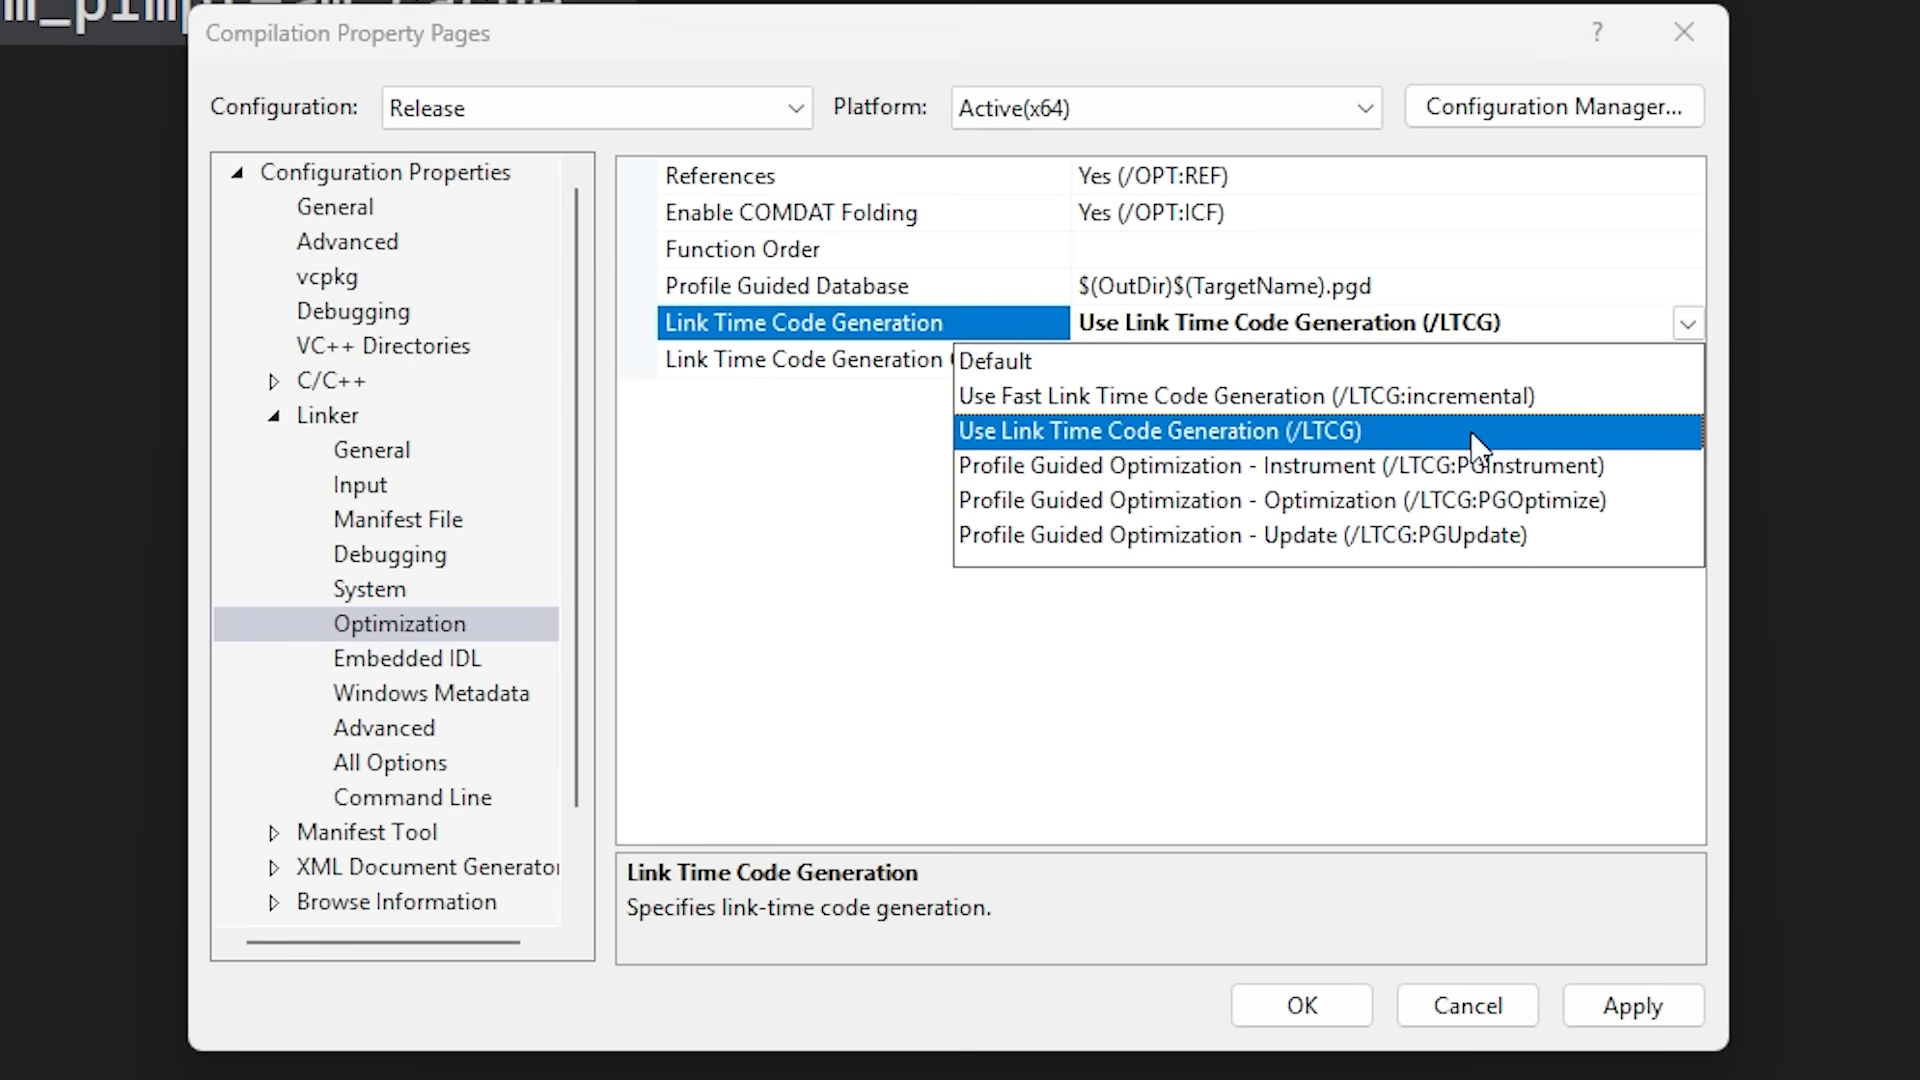 Compilation Property Pages
?
Configuration: Release Platform: Active(x64) Configuration Manager...
Configuration Properties
General
Advanced
vcpkg
Debugging
VC++ Directories
C/C++
Linker
General
Input
Manifest File
Debugging
System
Optimization
Embedded IDL
Windows Metadata
Advanced
All Options
Command Line
Manifest Tool
XML Document Generator
Browse Information
References Yes (/OPT:REF)
Enable COMDAT Folding Yes (/OPT:ICF)
Function Order
Profile Guided Database $(OutDir)$(TargetName).pgd
Link Time Code Generation Use Link Time Code Generation (/LTCG)
Link Time Code Generation
Default
Use Fast Link Time Code Generation (/LTCG:incremental)
Use Link Time Code Generation (/LTCG)
Profile Guided Optimization - Instrument (/LTCG:PGInstrument)
Profile Guided Optimization - Optimization (/LTCG:PGOptimize)
Profile Guided Optimization - Update (/LTCG:PGUpdate)
Link Time Code Generation
Specifies link-time code generation.
OK Cancel Apply